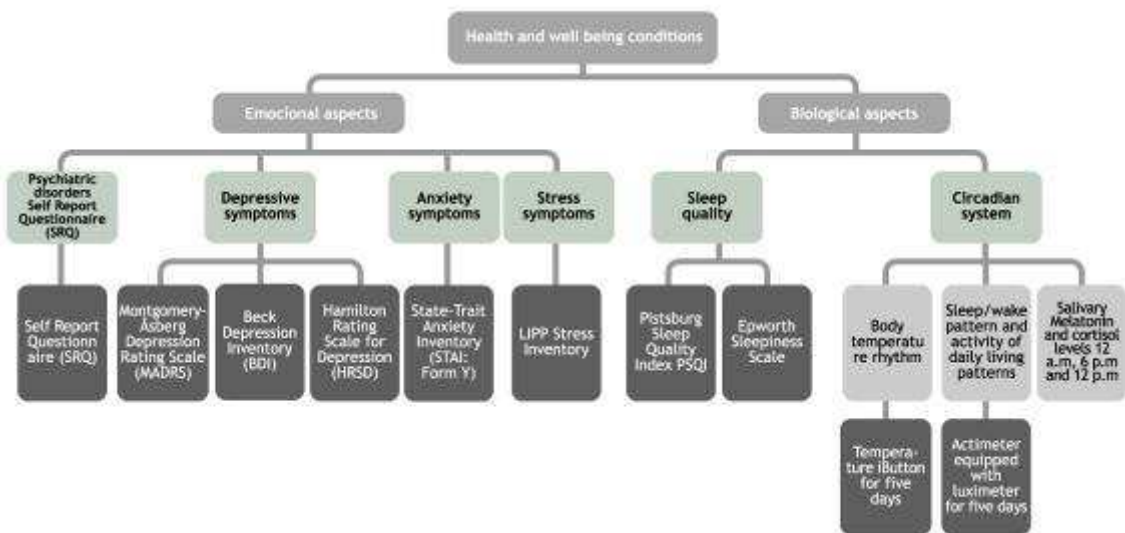 Health and well being conditions
Emocional aspects
Biological aspects
Psychiatric
disorders
Self Report
Questionnaire
(SRQ)
Depressive
symptoms
Anxiety
symptoms
Stress
symptoms
Sleep
quality
Circadian
system
Self Report
Questionn
aire (SRQ)
Montgomery-
Åsberg
Depression
Rating Scale
(MADRS)
Beck
Depression
Inventory
(BDI)
Hamilton
Rating
Scale for
Depression
(HRSD)
State-Trait
Anxiety
Inventory
(STAI:
Form Y)
LIPP Stress
Inventory
Pistsburg
Sleep
Quality
Index PSQI
Epworth
Sleepiness
Scale
Body
temperatu
re rhythm
Sleep/wake
pattern and
activity of
daily living
patterns
Salivary
Melatonin
and cortisol
levels 12
a.m, 6 p.m
and 12 p.m
Tempera-
ture iButton
for five
days
Actimeter
equipped
with
luximeter
for five days